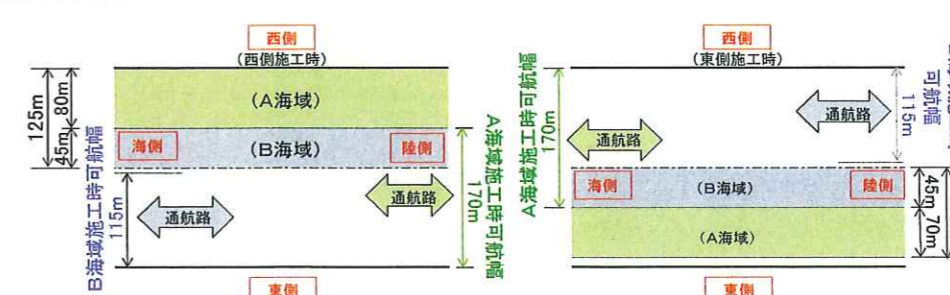 西側
(西側施工時)
125m
80m
45m
(A海域)
海側
(B海域)
陸側
B海域施工時可航幅
115m
通航路
通航路
170m
A海域施工時可航幅
東側
西側
(東側施工時)
A海域施工時可航幅
170m
通航路
通航路
可航幅
115m
海側
(B海域)
陸側
45m
70m
(A海域)
東側